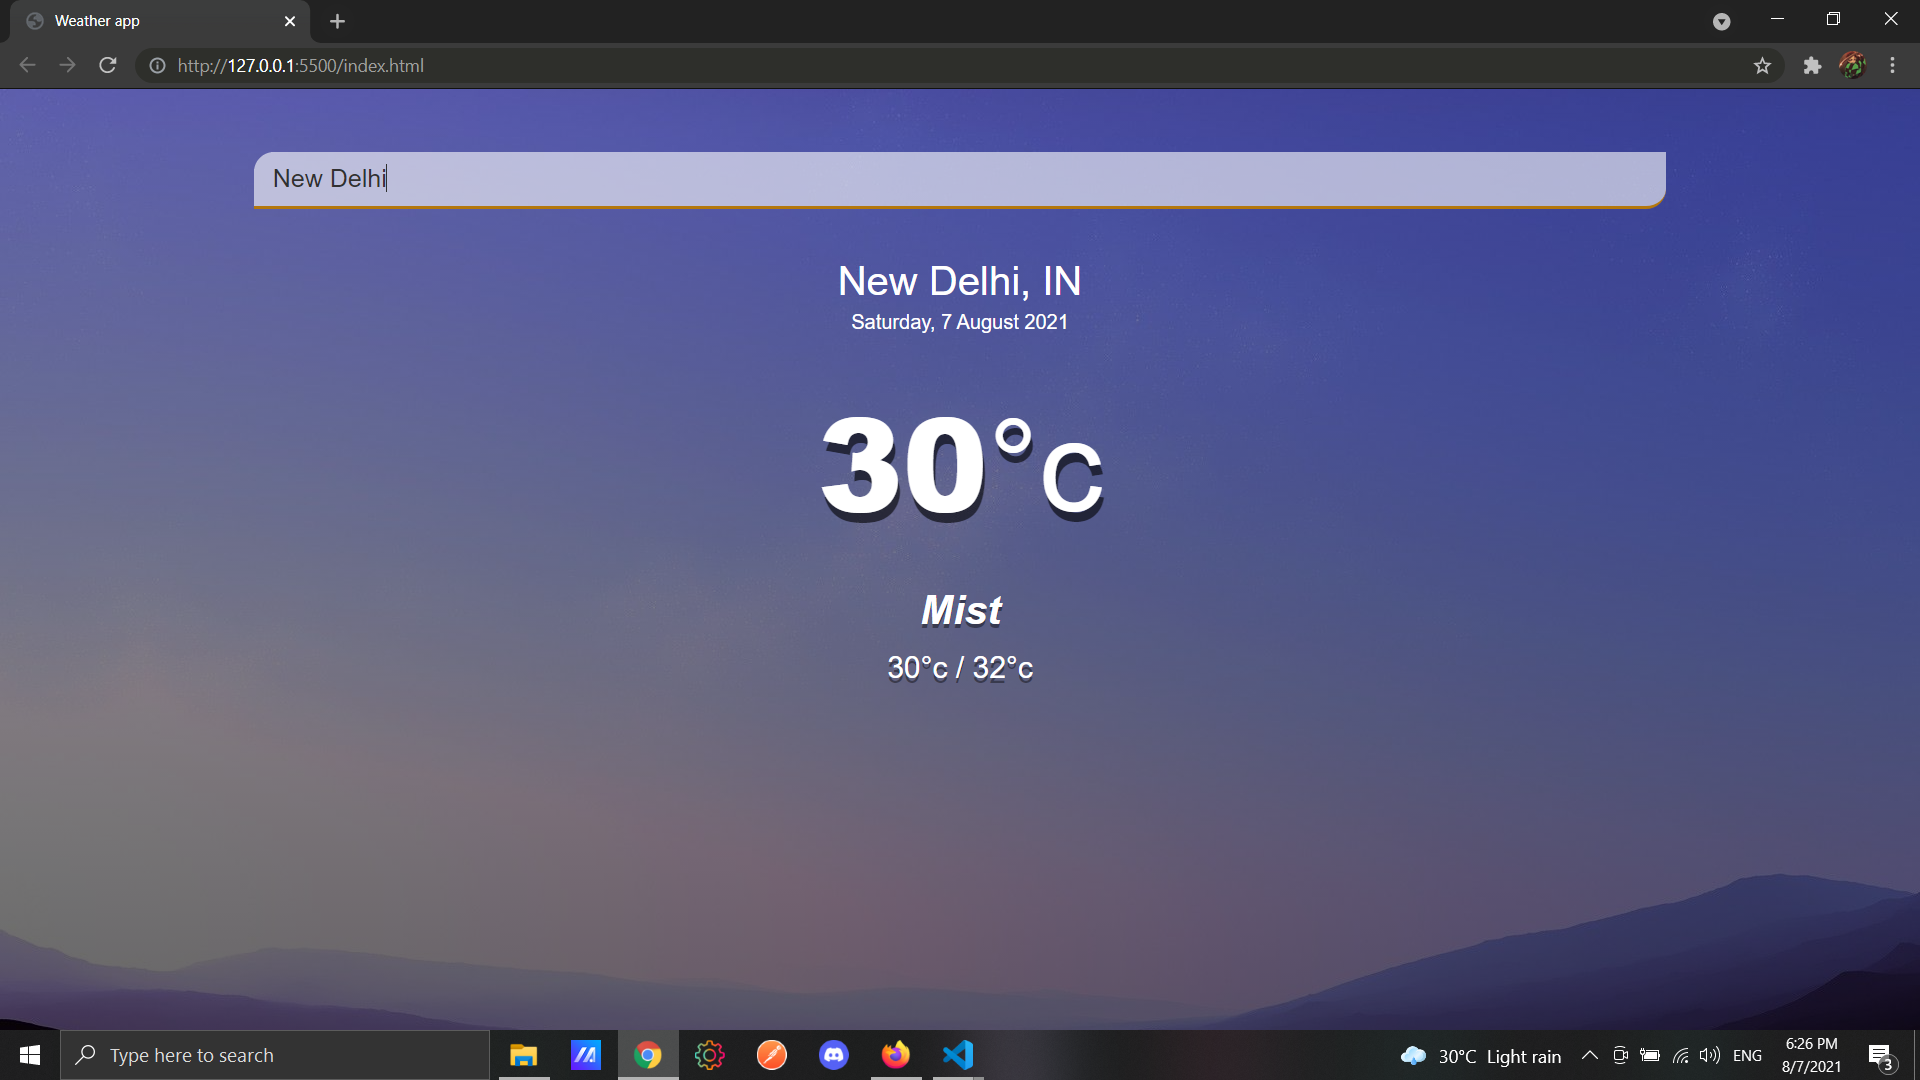 Weather app
http://127.0.0.1:5500/index.html
New Delhi
New Delhi, IN
Saturday, 7 August 2021
30°c
Mist
30°c / 32°c
Type here to search
30°C Light rain
ENG
6:26 PM
8/7/2021
3